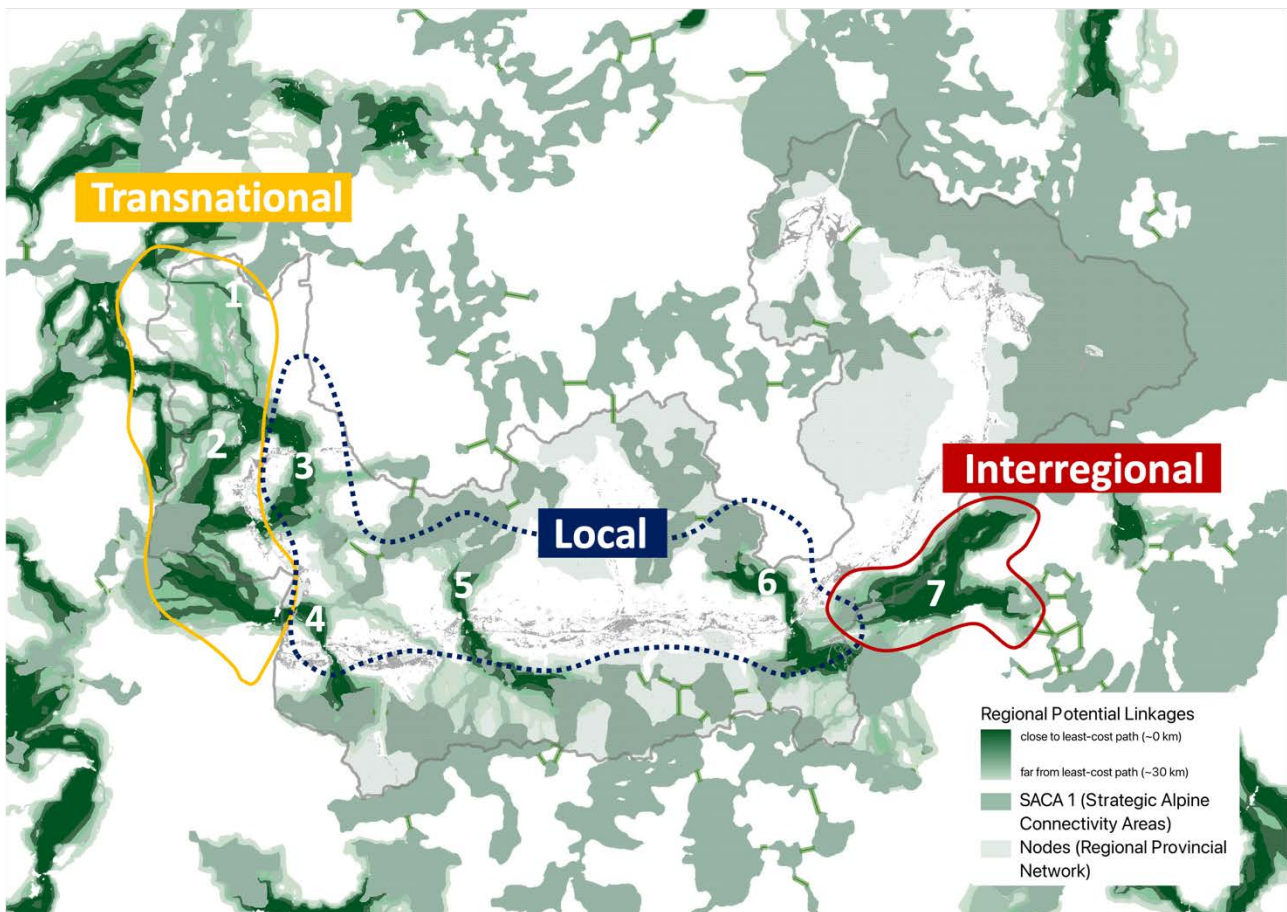 Transnational
1
2
3
Interregional
Local
5
6
7
4
Regional Potential Linkages
close to least-cost path (~0 km)
far from least-cost path (~30 km)
SACA 1 (Strategic Alpine
Connectivity Areas)
Nodes (Regional Provincial
Network)